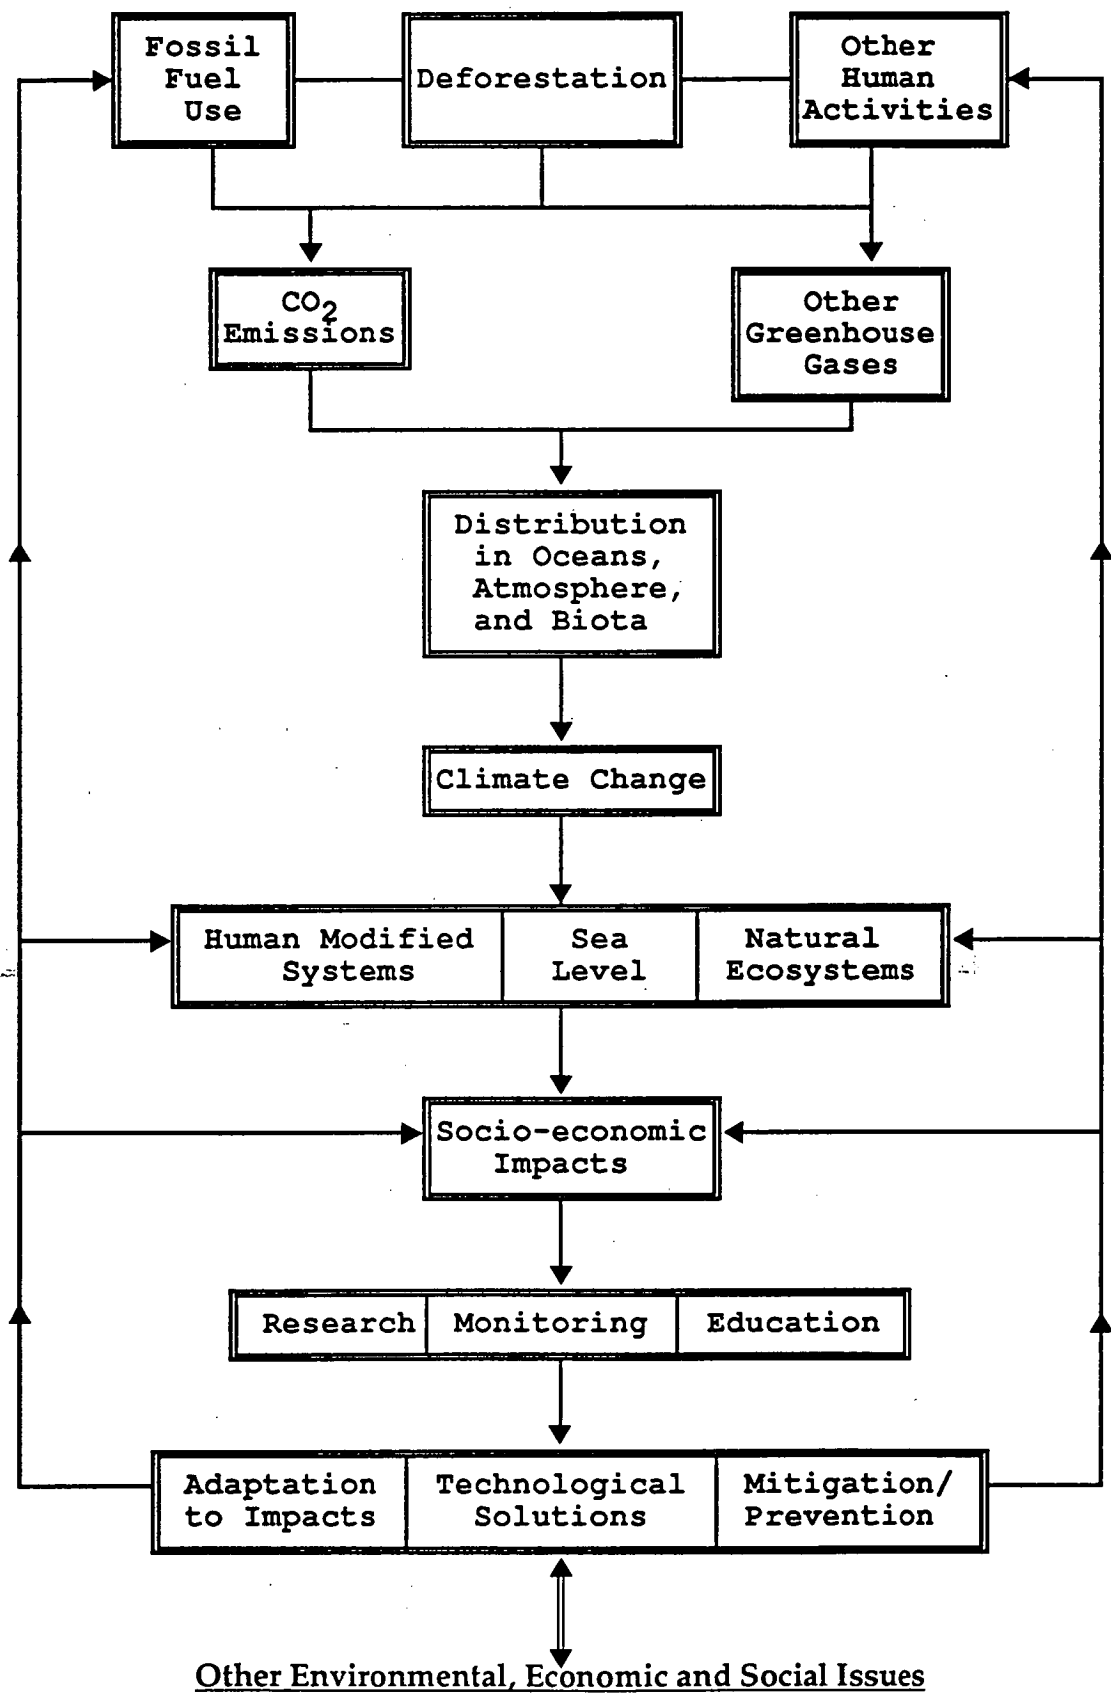 Fossil
Fuel
Use
Deforestation
Other
Human
Activities
CO2
Emissions
Other
Greenhouse
Gases
Distribution
in Oceans,
Atmosphere,
and Biota
Climate Change
Human Modified
Systems
Sea
Level
Natural
Ecosystems
Socio-economic
Impacts
Research
Monitoring
Education
Adaptation
to Impacts
Technological
Solutions
Mitigation/
Prevention
Other Environmental, Economic and Social Issues